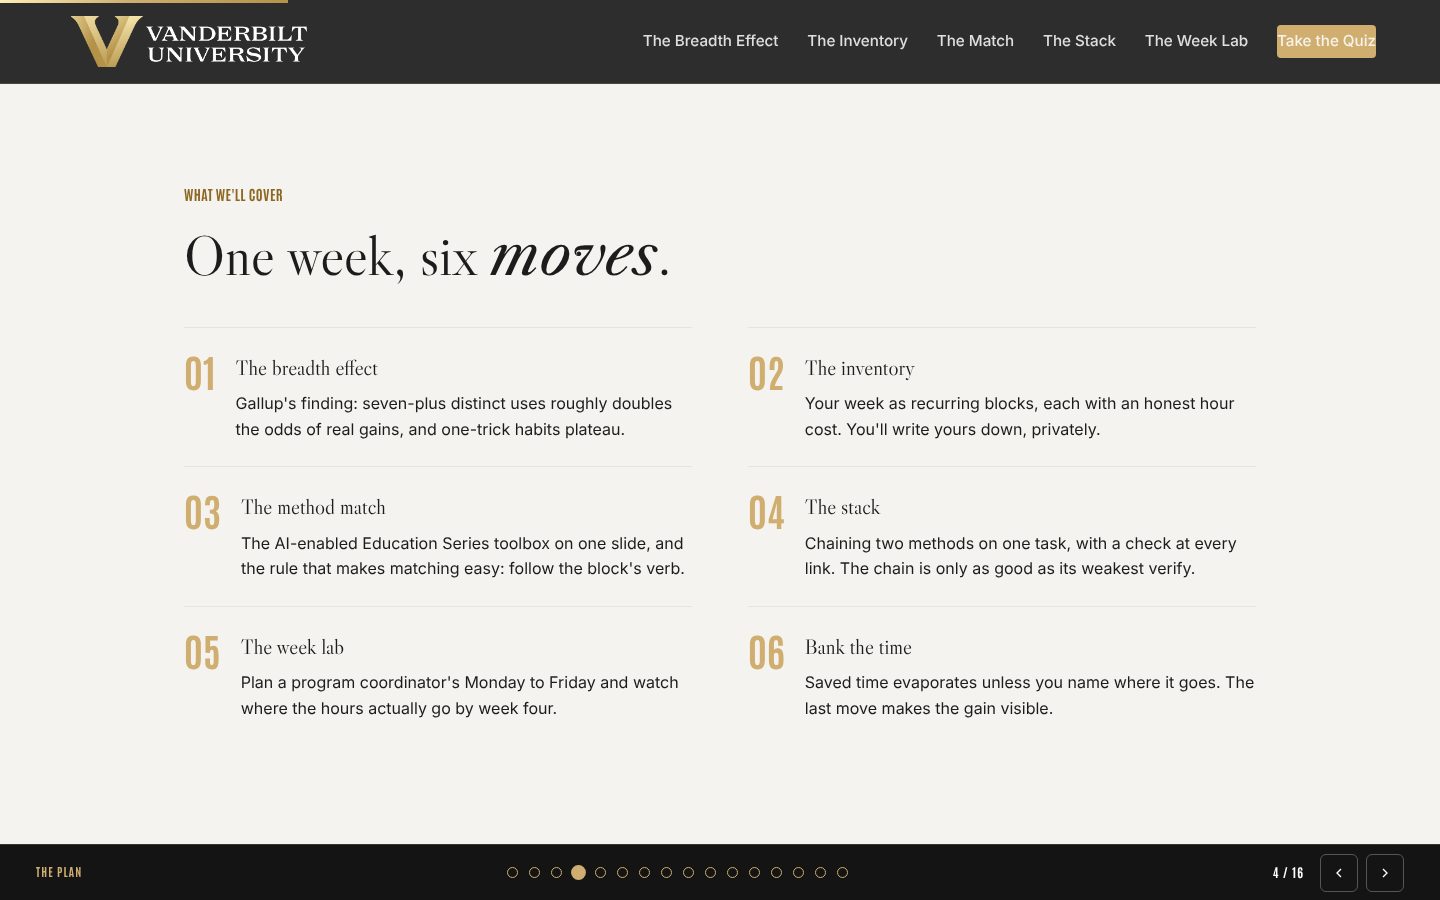 VANDERBILT
UNIVERSITY
The Breadth Effect
The Inventory
The Match
The Stack
The Week Lab
Take the Quiz
WHAT WE'LL COVER
One week, six moves.
01
The breadth effect
Gallup's finding: seven-plus distinct uses roughly doubles
the odds of real gains, and one-trick habits plateau.
02
The inventory
Your week as recurring blocks, each with an honest hour
cost. You'll write yours down, privately.
03
The method match
The AI-enabled Education Series toolbox on one slide, and
the rule that makes matching easy: follow the block's verb.
04
The stack
Chaining two methods on one task, with a check at every
link. The chain is only as good as its weakest verify.
05
The week lab
Plan a program coordinator's Monday to Friday and watch
where the hours actually go by week four.
06
Bank the time
Saved time evaporates unless you name where it goes. The
last move makes the gain visible.
THE PLAN
4 / 16